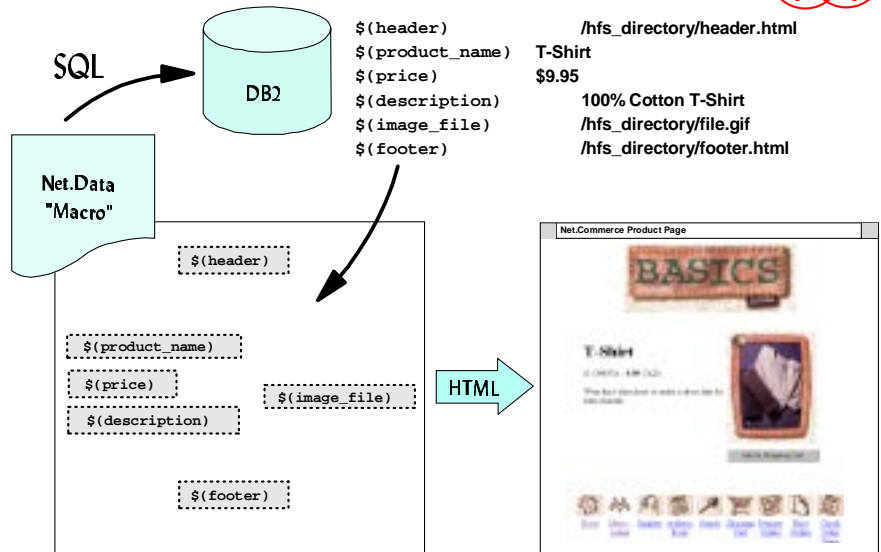 $(header) /hfs_directory/header.html
$(product_name) T-Shirt
$(price) $9.95
$(description) 100% Cotton T-Shirt
$(image_file) /hfs_directory/file.gif
$(footer) /hfs_directory/footer.html
SQL
DB2
Net.Data
"Macro"
$(header)
$(product_name)
$(price)
$(image_file)
$(description)
$(footer)
HTML
Net.Commerce Product Page
BASICS
T-Shirt